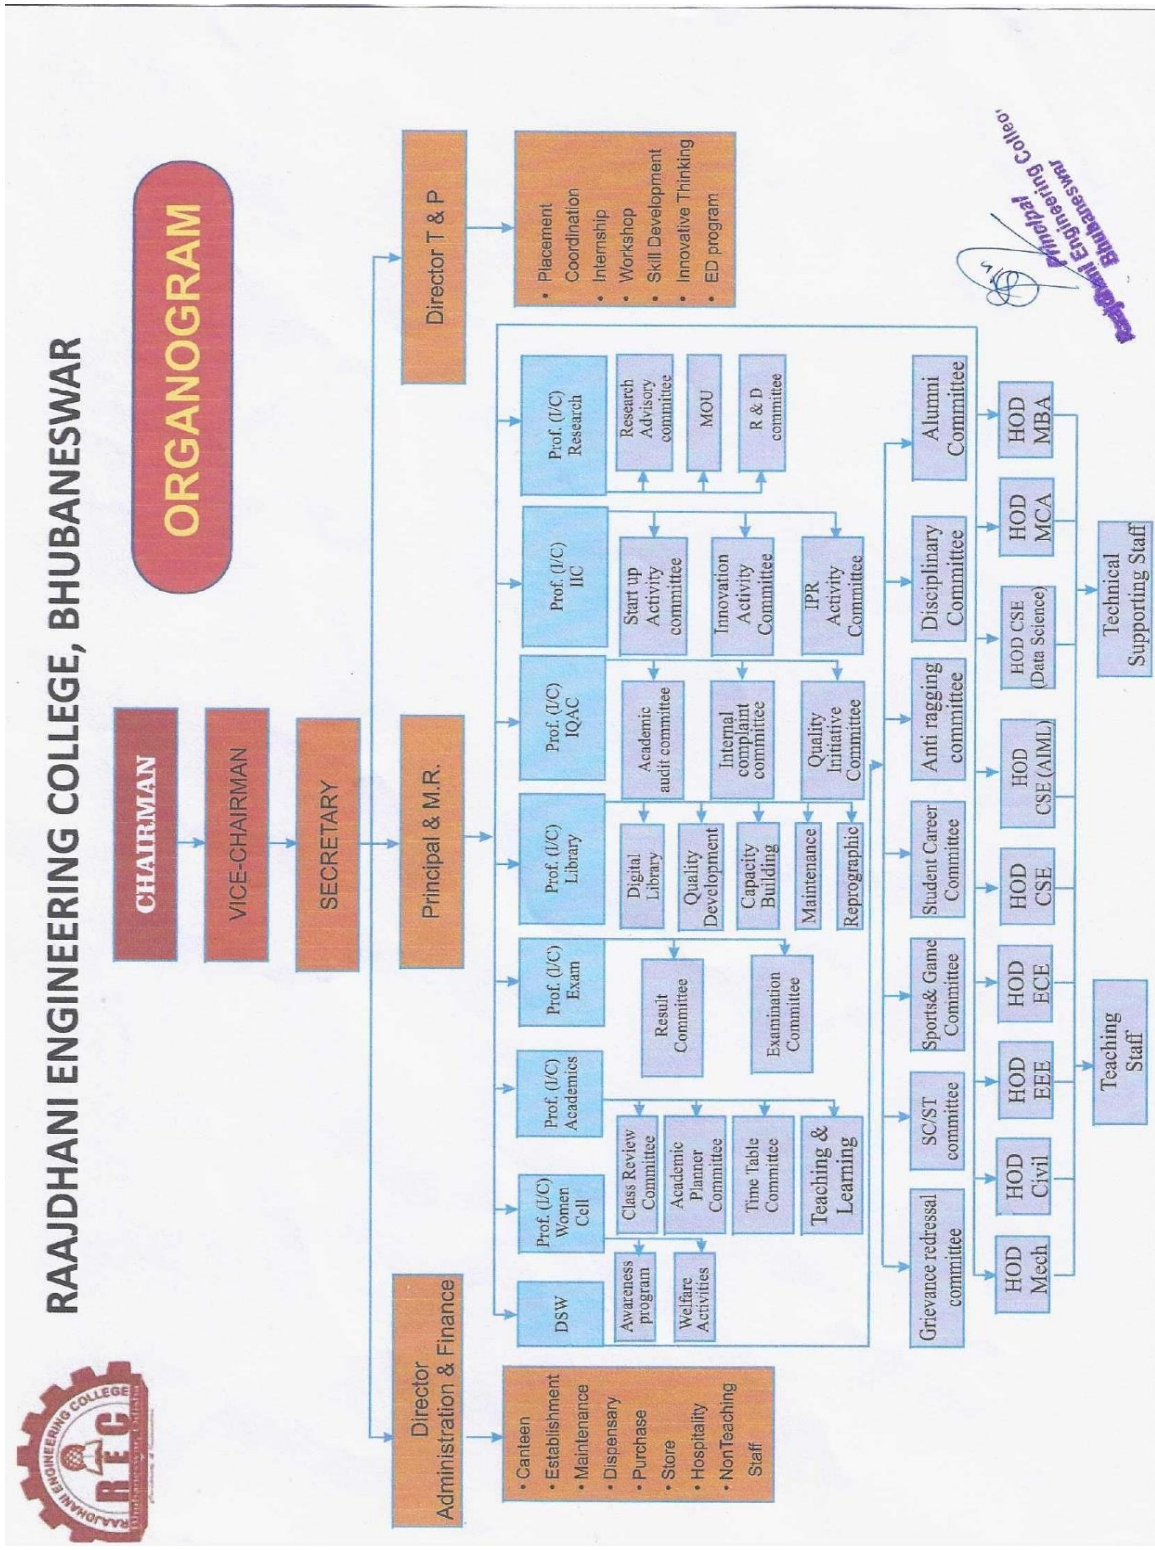 RAAJDHANI ENGINEERING COLLEGE, BHUBANESWAR
RAAJDHANI ENGINEERING COLLEGE
R E C
ORGANOGRAM
CHAIRMAN
VICE-CHAIRMAN
SECRETARY
Director
Administration & Finance
Principal & M.R.
Director T & P
• Canteen
• Establishment
• Maintenance
• Dispensary
• Purchase
• Store
• Hospitality
• NonTeaching
Staff
• Placement
Coordination
• Internship
• Workshop
• Skill Development
• Innovative Thinking
• ED program
DSW
Prof. (I/C)
Women
Cell
Prof. (I/C)
Academics
Prof. (I/C)
Exam
Prof. (I/C)
Library
Prof. (I/C)
IQAC
Prof. (I/C)
IIC
Prof. (I/C)
Research
Awareness
program
Welfare
Activities
Class Review
Committee
Academic
Planner
Committee
Time Table
Committee
Teaching &
Learning
Result
Committee
Examination
Committee
Digital
Library
Quality
Development
Capacity
Building
Maintenance
Reprographic
Academic
audit committee
Internal
complaint
committee
Quality
Initiative
Committee
Start up
Activity
committee
Innovation
Activity
Committee
IPR
Activity
Committee
Research
Advisory
committee
MOU
R & D
committee
Grievance redressal
committee
SC/ST
committee
Sports& Game
Committee
Student Career
Committee
Anti ragging
committee
Disciplinary
Committee
Alumni
Committee
HOD
Mech
HOD
Civil
HOD
EEE
HOD
ECE
HOD
CSE
HOD
CSE (AIML)
HOD CSE
(Data Science)
HOD
MCA
HOD
MBA
Teaching
Staff
Technical
Supporting Staff
Principal
Raajdhani Engineering College,
Bhubaneswar